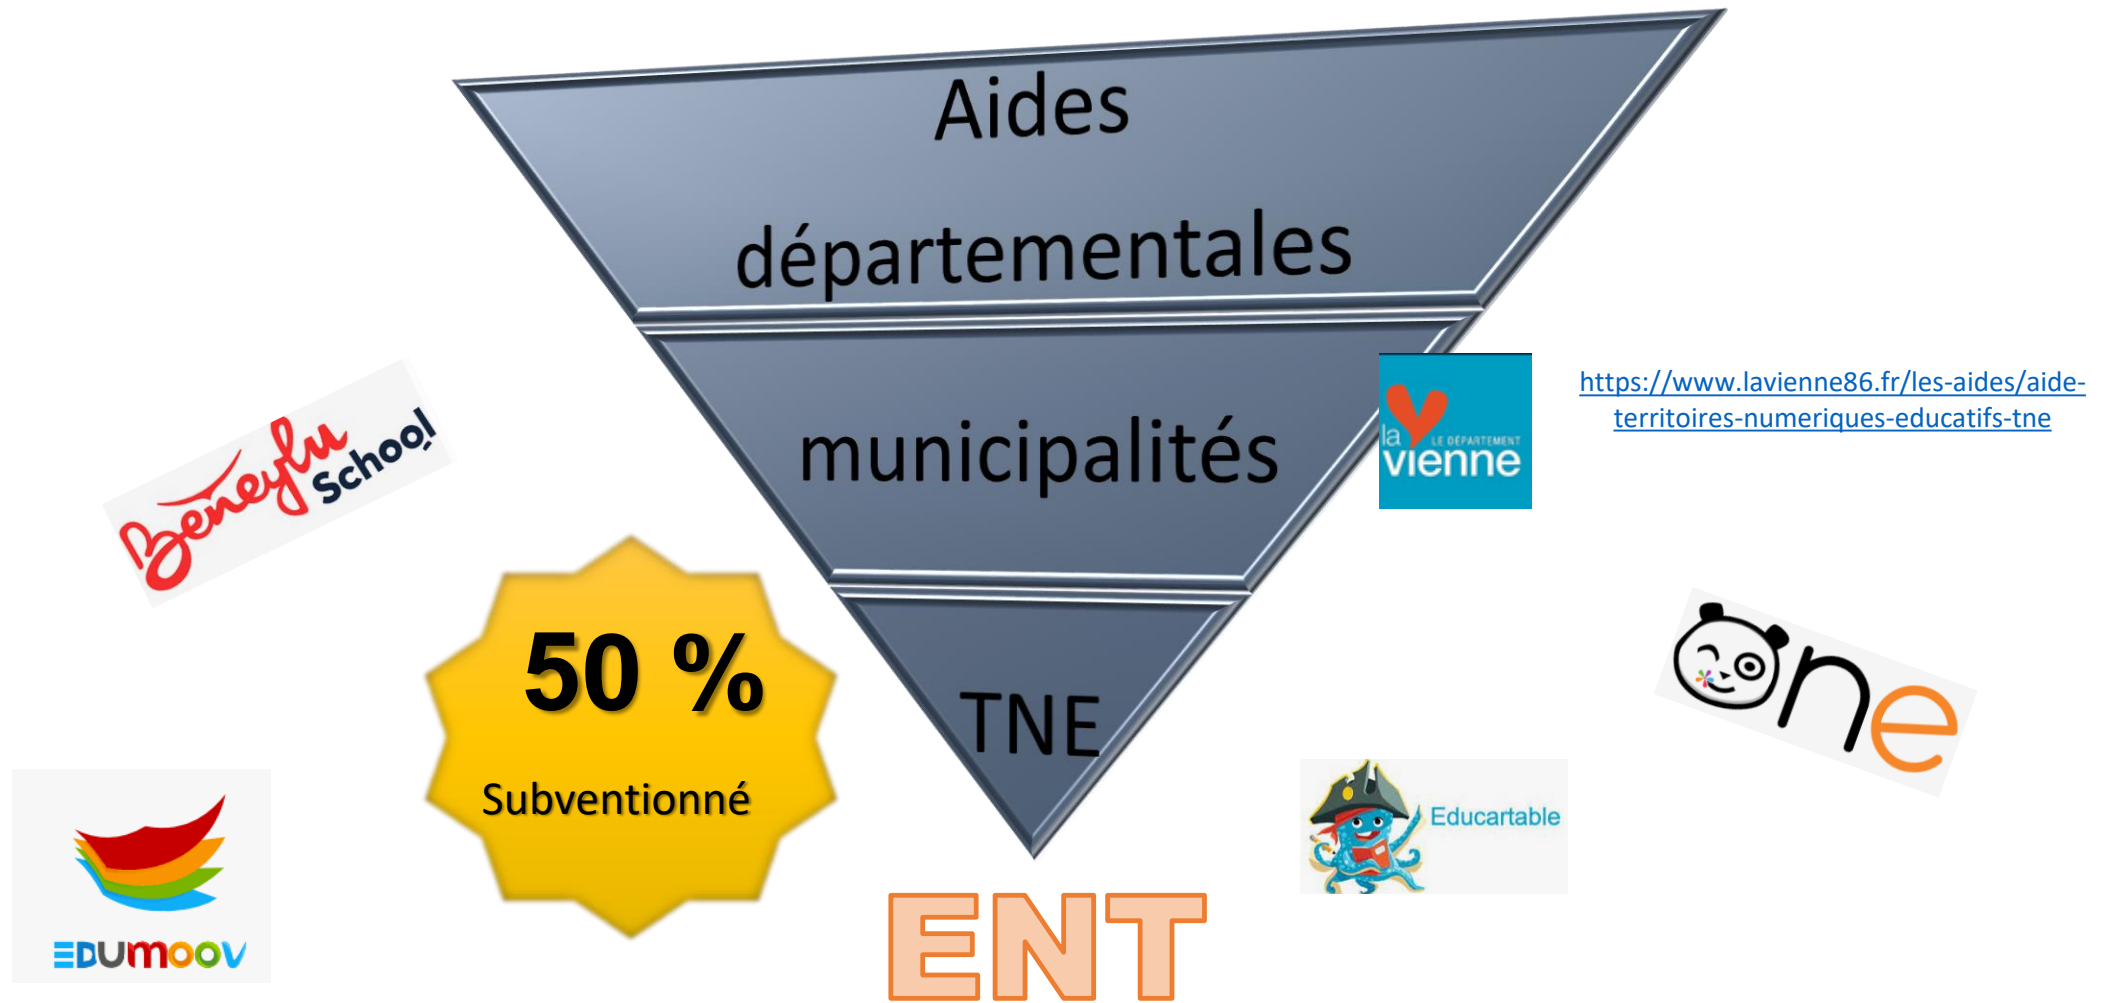 Aides
départementales
municipalités
la
LE DÉPARTEMENT
vienne
https://www.lavienne86.fr/les-aides/aide-
territoires-numeriques-educatifs-tne
Beneylu
School
50 %
Subventionné
TNE
One
Educartable
EDUMOOV
ENT